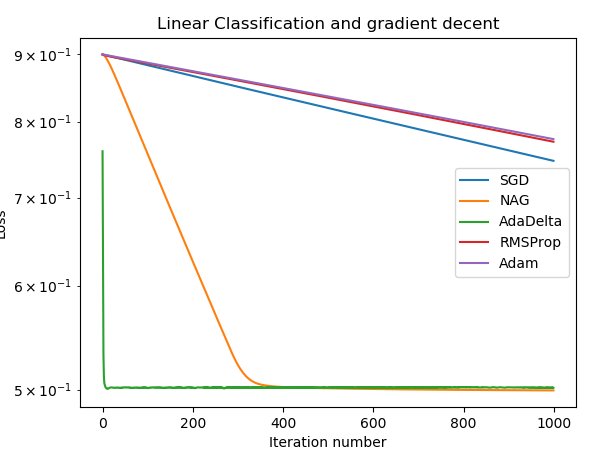 Linear Classification and gradient decent
9 × 10⁻¹
8 × 10⁻¹
7 × 10⁻¹
6 × 10⁻¹
5 × 10⁻¹
Loss
SGD
NAG
AdaDelta
RMSProp
Adam
0 200 400 600 800 1000
Iteration number